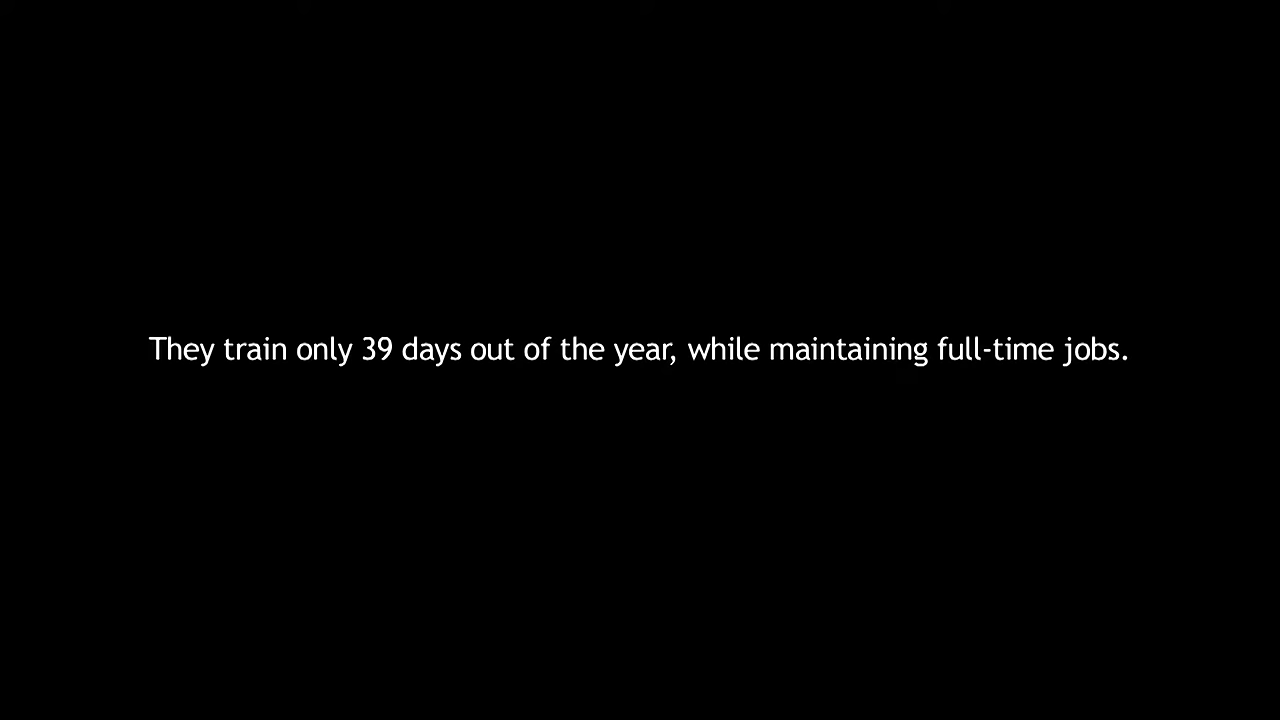 They train only 39 days out of the year, while maintaining full-time jobs.